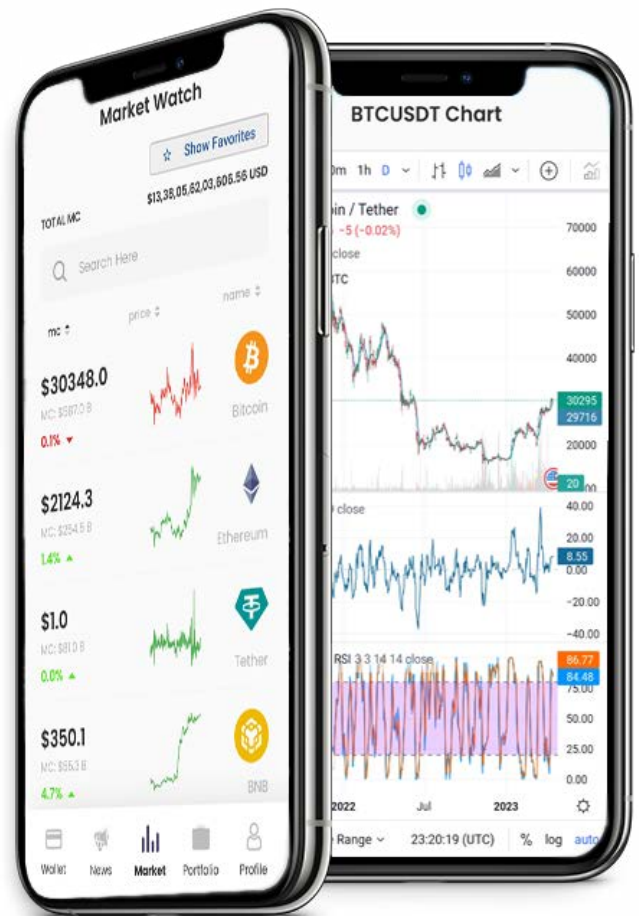 Market Watch
Show Favorites
$13,38,05,62,03,606.56 USD
TOTAL MC
Search Here
mc
price
name
$30348.0
MC: $587.0 B
0.1%
Bitcoin
$2124.3
MC: $254.5 B
1.4%
Ethereum
$1.0
MC: $81.0 B
0.0%
Tether
$350.1
MC: $55.3 B
4.7%
BNB
Wallet
News
Market
Portfolio
Profile
BTCUSDT Chart
1h D
/ Tether
−5 (−0.02%)
close
70000
60000
50000
40000
30295
29716
20000
20
close
40.00
20.00
8.55
0.00
−20.00
−40.00
RSI 3 3 14 14 close
86.77
84.48
75.00
50.00
25.00
0.00
2022 Jul 2023
Range 23:20:19 (UTC) % log auto